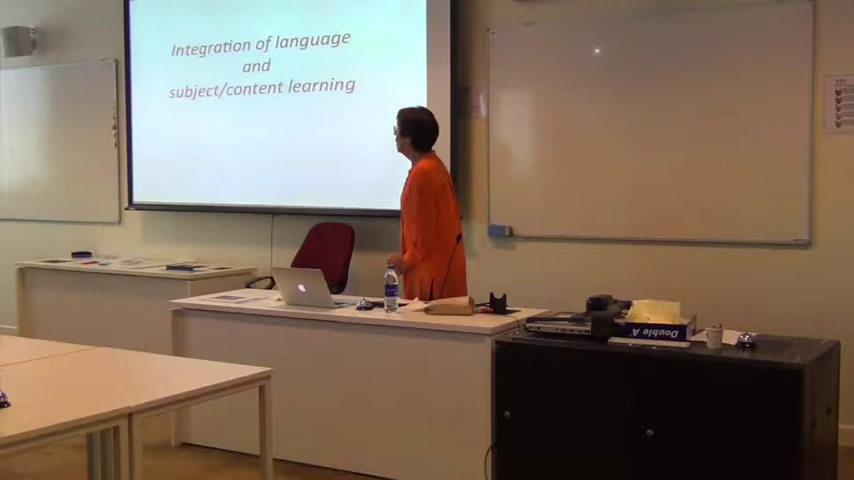 Integration of language
and
subject/content learning
Double A